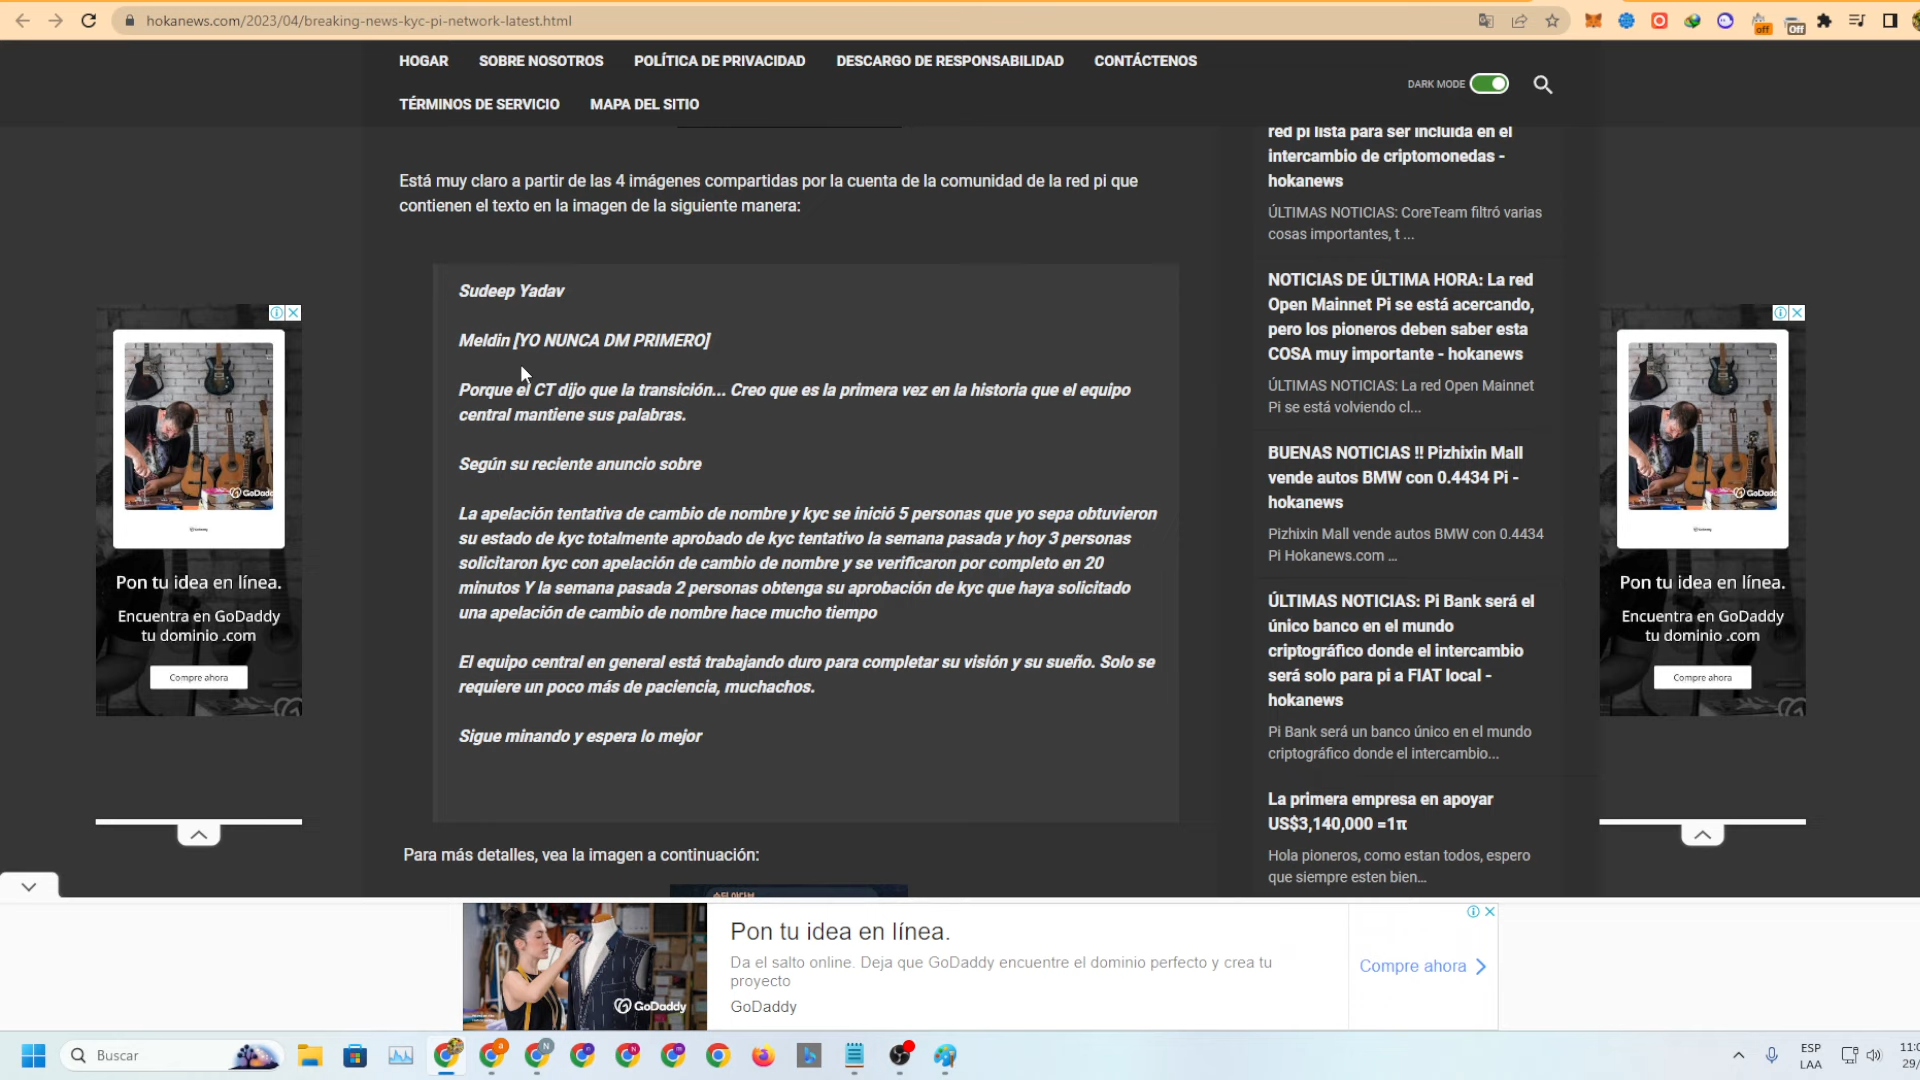 hokanews.com/2023/04/breaking-news-kyc-pi-network-latest.html
off
Off
HOGAR
SOBRE NOSOTROS
POLÍTICA DE PRIVACIDAD
DESCARGO DE RESPONSABILIDAD
CONTÁCTENOS
TÉRMINOS DE SERVICIO
MAPA DEL SITIO
DARK MODE
Está muy claro a partir de las 4 imágenes compartidas por la cuenta de la comunidad de la red pi que
contienen el texto en la imagen de la siguiente manera:
Sudeep Yadav
Meldin [YO NUNCA DM PRIMERO]
Porque el CT dijo que la transición... Creo que es la primera vez en la historia que el equipo
central mantiene sus palabras.
Según su reciente anuncio sobre
La apelación tentativa de cambio de nombre y kyc se inició 5 personas que yo sepa obtuvieron
su estado de kyc totalmente aprobado de kyc tentativo la semana pasada y hoy 3 personas
solicitaron kyc con apelación de cambio de nombre y se verificaron por completo en 20
minutos Y la semana pasada 2 personas obtenga su aprobación de kyc que haya solicitado
una apelación de cambio de nombre hace mucho tiempo
El equipo central en general está trabajando duro para completar su visión y su sueño. Solo se
requiere un poco más de paciencia, muchachos.
Sigue minando y espera lo mejor
Para más detalles, vea la imagen a continuación:
red pi lista para ser incluida en el
intercambio de criptomonedas -
hokanews
ÚLTIMAS NOTICIAS: CoreTeam filtró varias
cosas importantes, t ...
NOTICIAS DE ÚLTIMA HORA: La red
Open Mainnet Pi se está acercando,
pero los pioneros deben saber esta
COSA muy importante - hokanews
ÚLTIMAS NOTICIAS: La red Open Mainnet
Pi se está volviendo cl...
BUENAS NOTICIAS !! Pizhixin Mall
vende autos BMW con 0.4434 Pi -
hokanews
Pizhixin Mall vende autos BMW con 0.4434
Pi Hokanews.com ...
ÚLTIMAS NOTICIAS: Pi Bank será el
único banco en el mundo
criptográfico donde el intercambio
será solo para pi a FIAT local -
hokanews
Pi Bank será un banco único en el mundo
criptográfico donde el intercambio...
La primera empresa en apoyar
US$3,140,000 =1π
Hola pioneros, como estan todos, espero
que siempre esten bien...
GoDaddy
Pon tu idea en línea.
Encuentra en GoDaddy
tu dominio .com
Compre ahora
GoDaddy
Pon tu idea en línea.
Encuentra en GoDaddy
tu dominio .com
Compre ahora
GoDaddy
Pon tu idea en línea.
Da el salto online. Deja que GoDaddy encuentre el dominio perfecto y crea tu
proyecto
GoDaddy
Compre ahora
Buscar
ESP
LAA